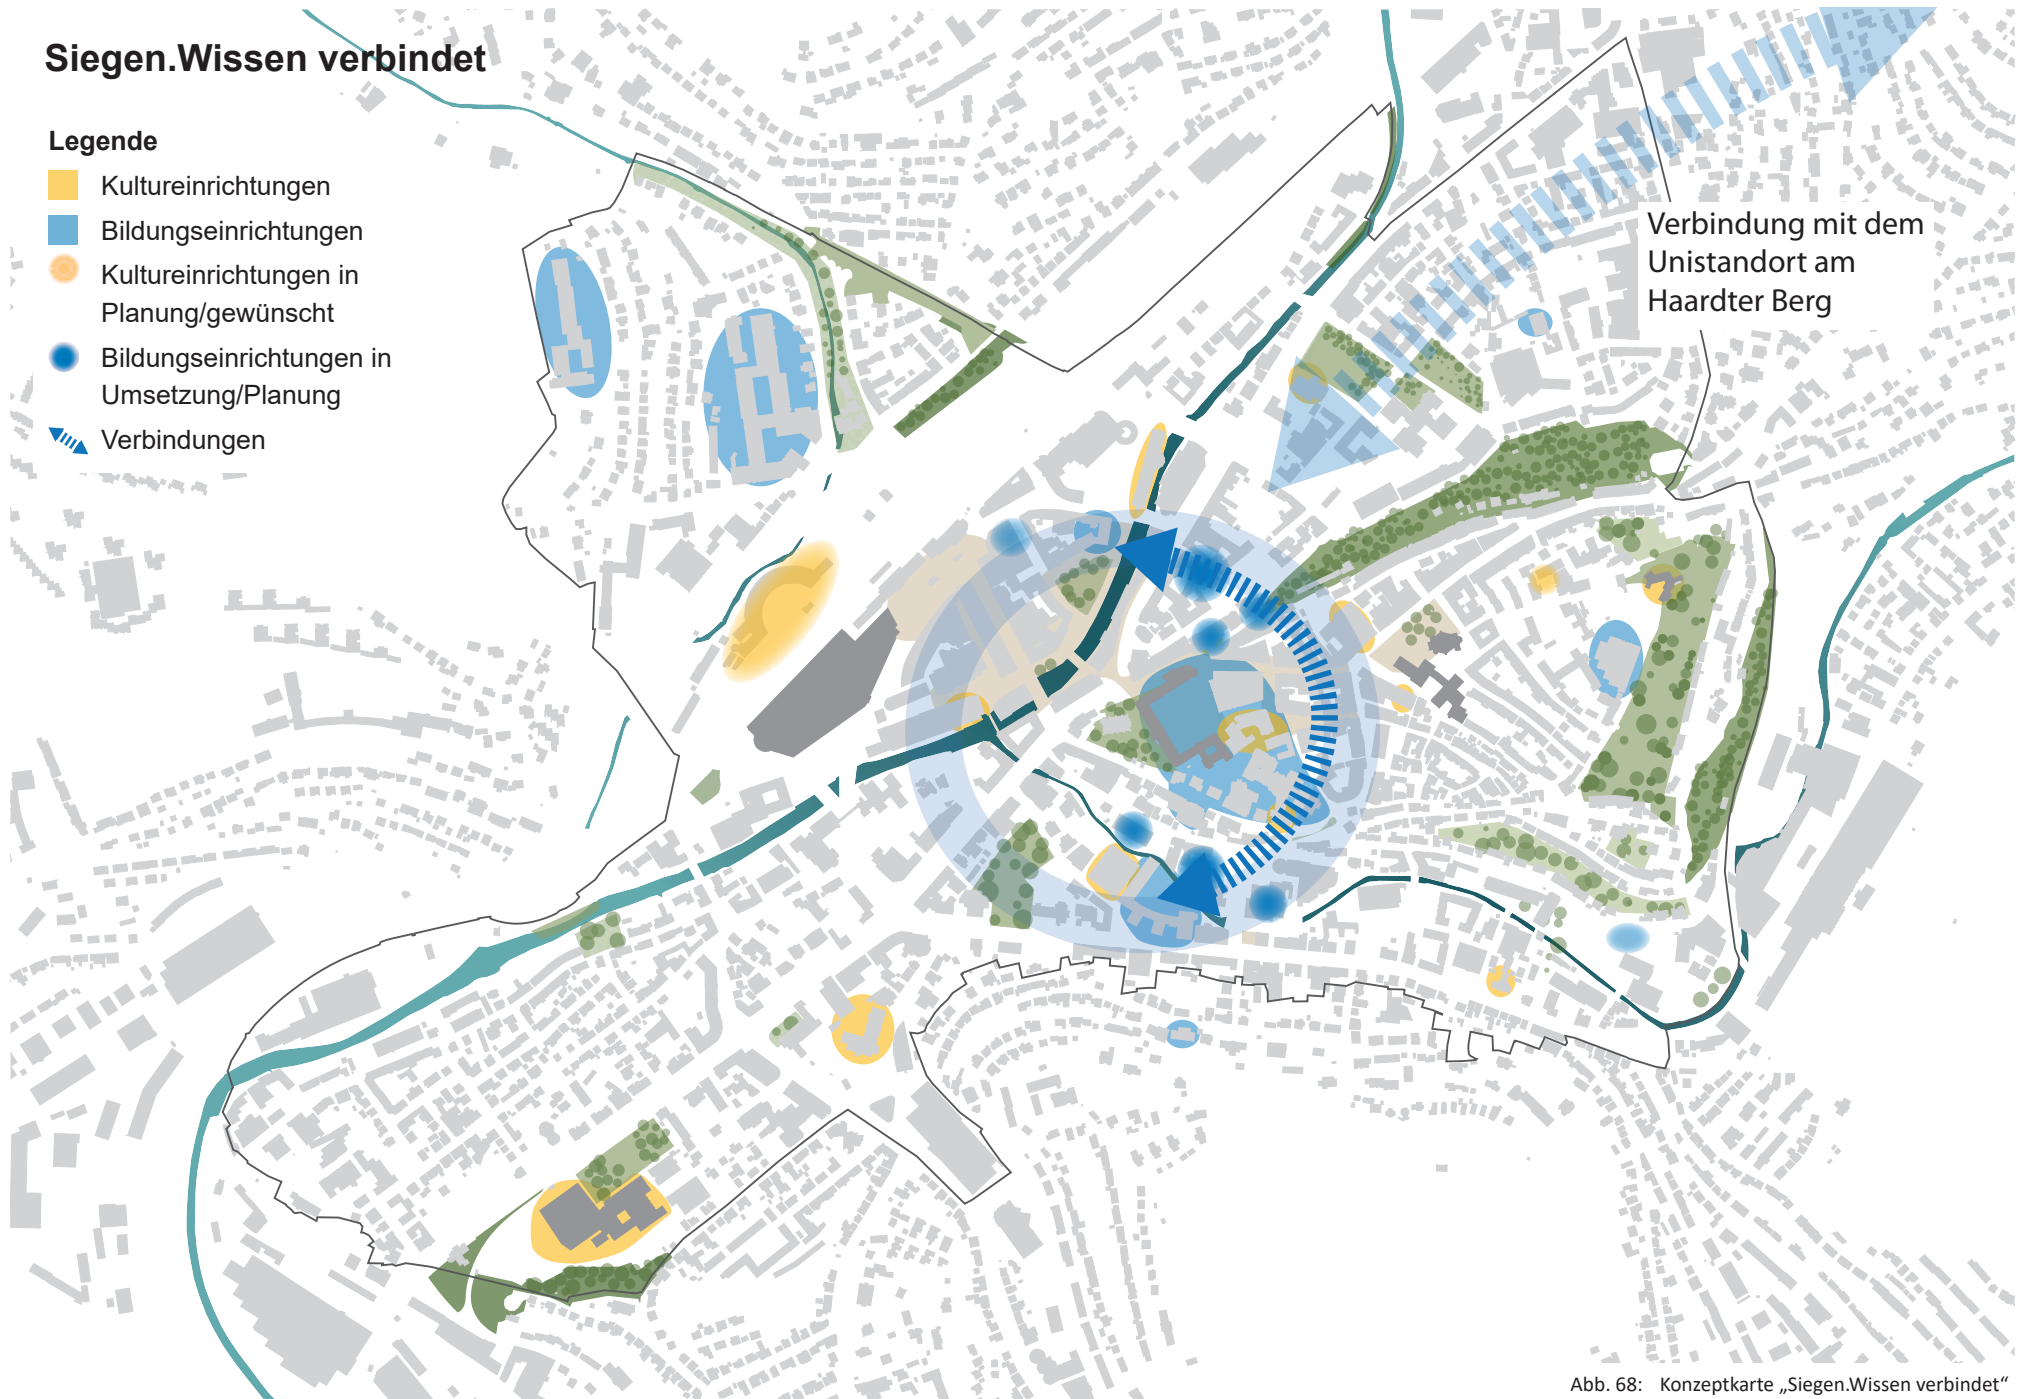 Siegen.Wissen verbindet
Legende
Kultureinrichtungen
Bildungseinrichtungen
Kultureinrichtungen in
Planung/gewünscht
Bildungseinrichtungen in
Umsetzung/Planung
Verbindungen
Verbindung mit dem
Unistandort am
Haardter Berg
Abb. 68: Konzeptkarte „Siegen.Wissen verbindet“